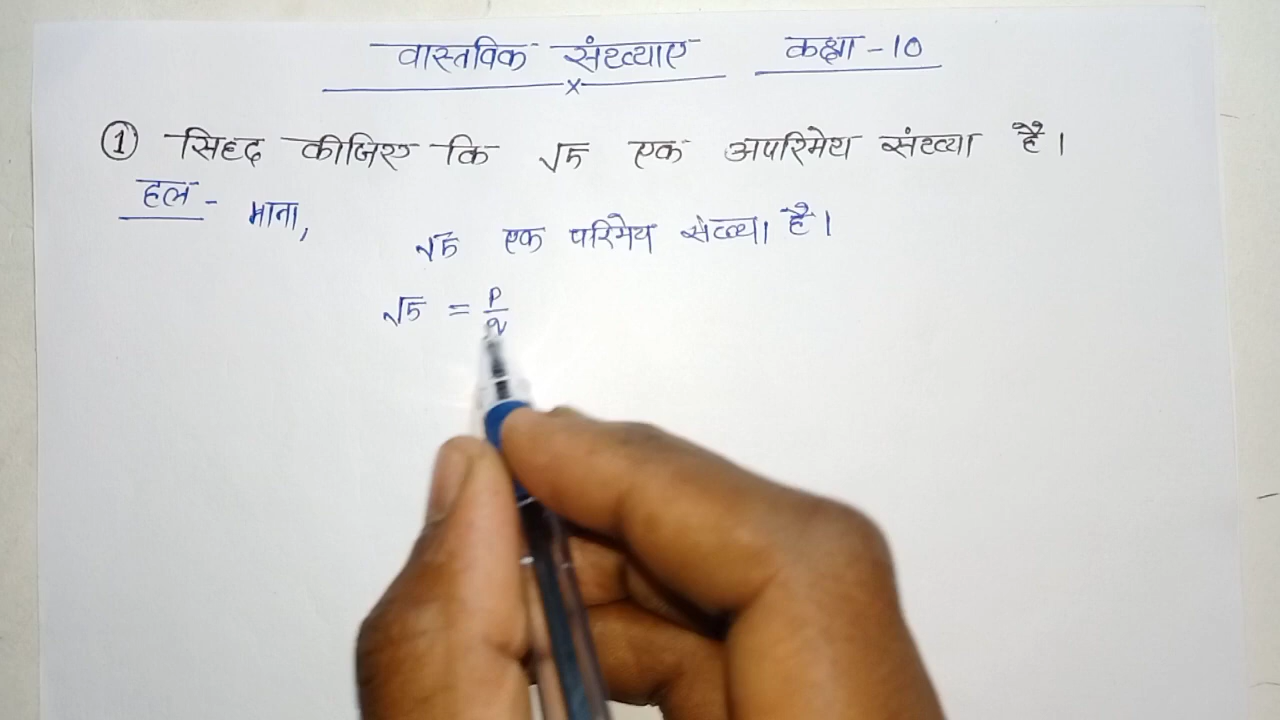 वास्तविक संख्याए कक्षा - 10
x
① सिद्द कीजिए कि √5 एक अपरिमेय संख्या है।
हल - माना,
√5 एक परिमेय संख्या है।
√5 = p/q